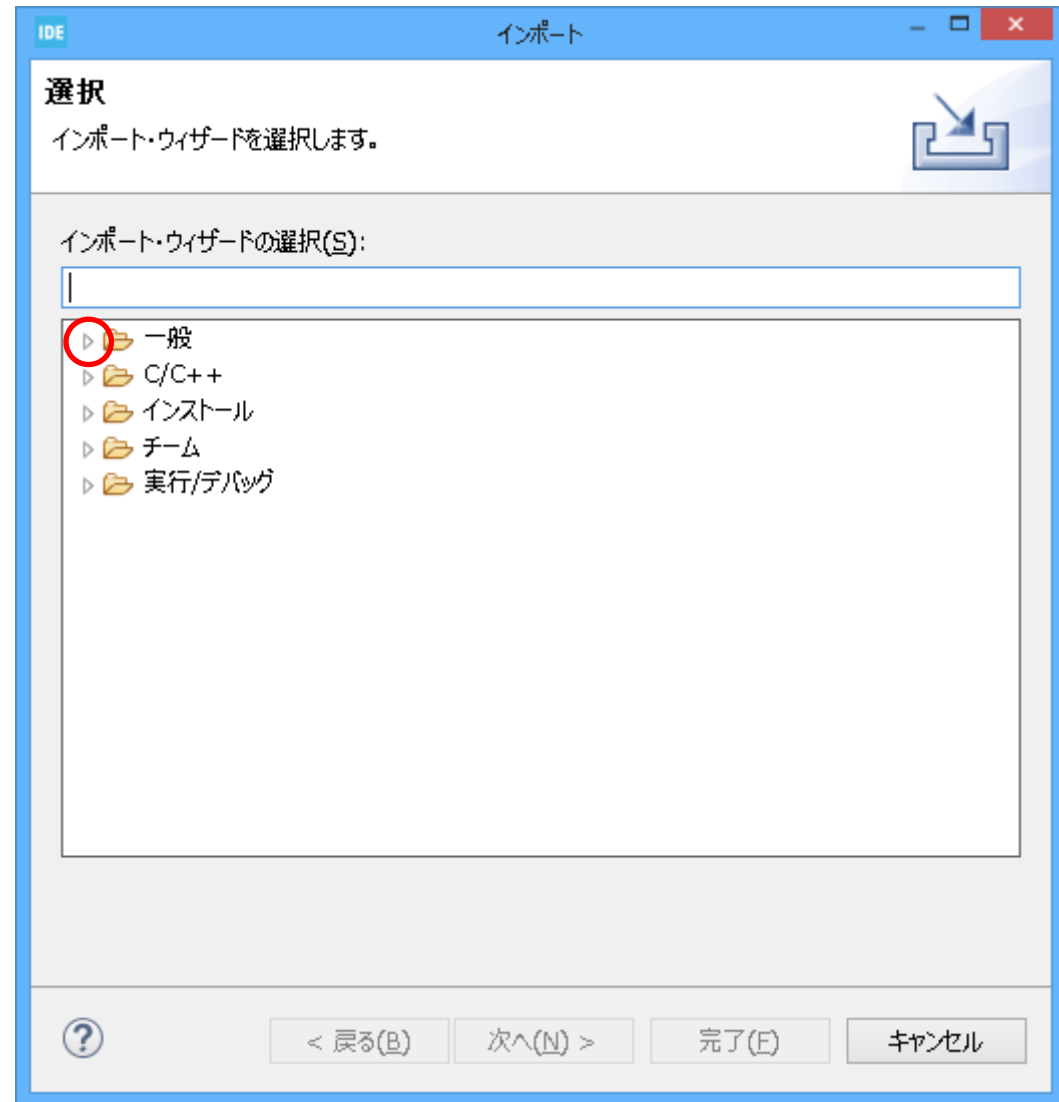 IDE
インポート
選択
インポート・ウィザードを選択します。
インポート・ウィザードの選択(S):
一般
C/C++
インストール
チーム
実行/デバッグ
?
< 戻る(B)
次へ(N) >
完了(F)
キャンセル